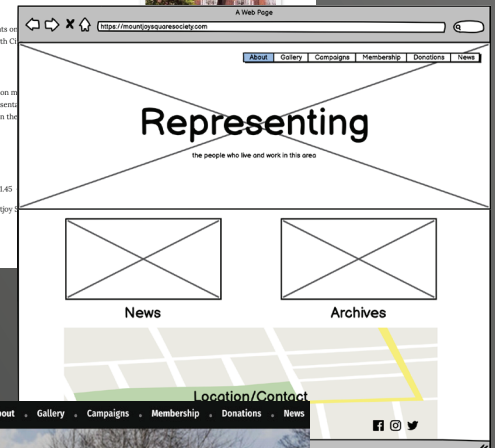 A Web Page
https://mountjoysquaresociety.com
About Gallery Campaigns Membership Donations News
Representing
the people who live and work in this area
News
Archives
Location/Contact
Gallery Campaigns Membership Donations News